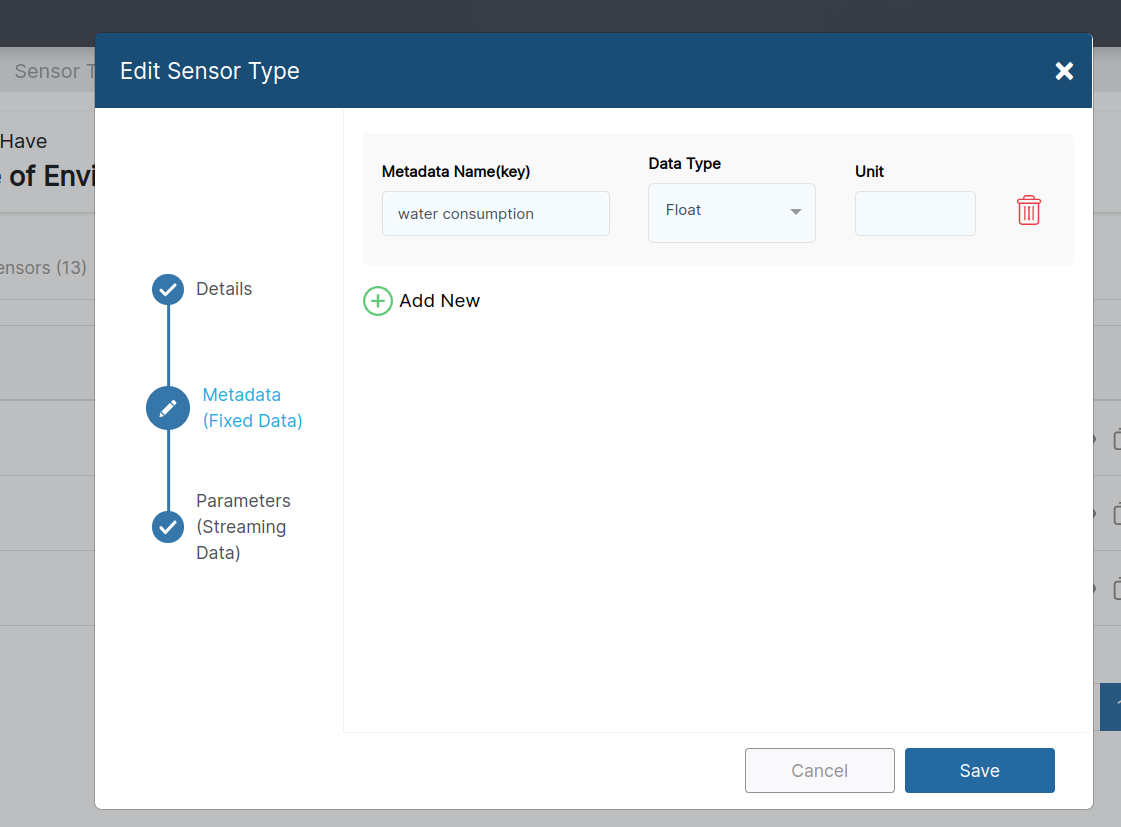 Sensor T
Edit Sensor Type
Have
of Envi
ensors (13)
Details
Metadata
(Fixed Data)
Parameters
(Streaming
Data)
Metadata Name(key)
Data Type
Unit
water consumption
Float
Add New
Cancel
Save